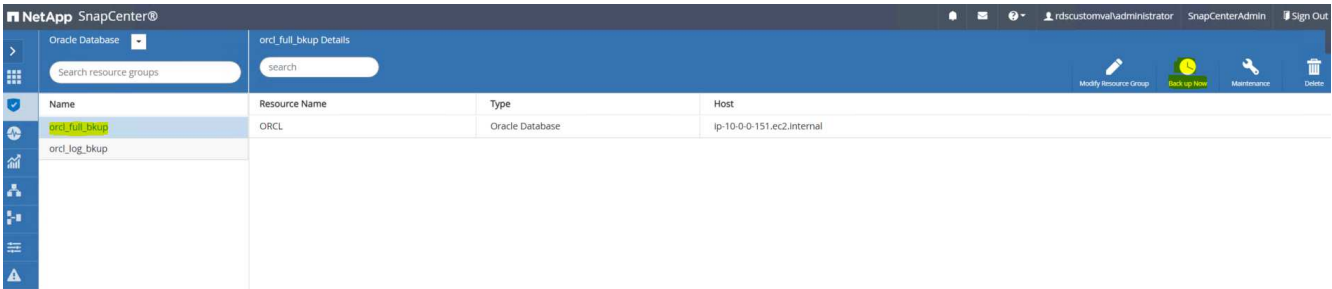 NetApp SnapCenter®
rdscustomval\administrator SnapCenterAdmin Sign Out
Oracle Database
Search resource groups
Name
orcl_full_bkup
orcl_log_bkup
orcl_full_bkup Details
search
Modify Resource Group Back up Now Maintenance Delete
Resource Name Type Host
ORCL Oracle Database ip-10-0-0-151.ec2.internal